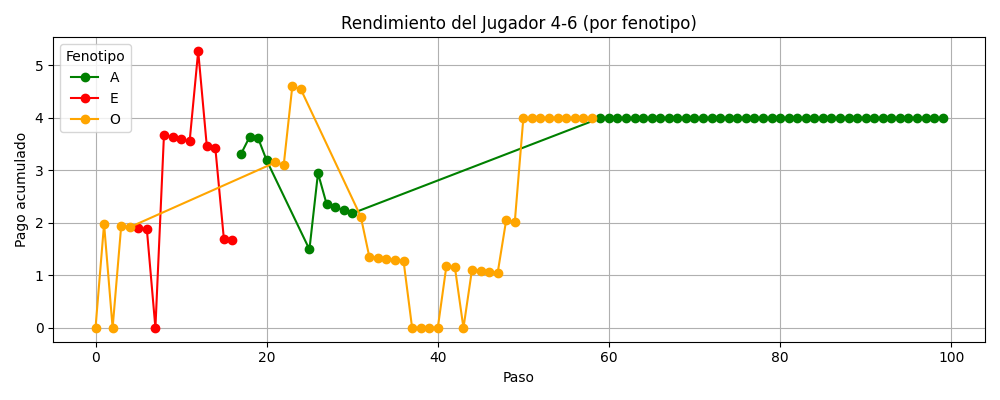 Rendimiento del Jugador 4-6 (por fenotipo)
Fenotipo
A
E
O
Pago acumulado
5
4
3
2
1
0
0 20 40 60 80 100
Paso